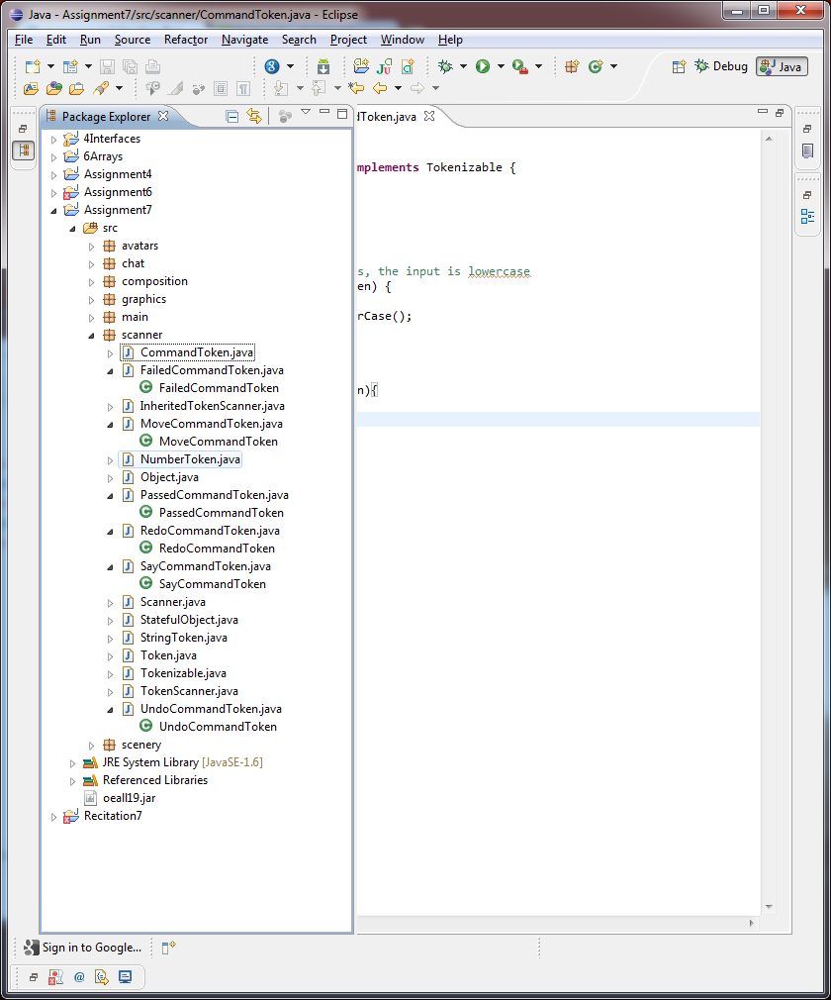 Java - Assignment7/src/scanner/CommandToken.java - Eclipse
File Edit Run Source Refactor Navigate Search Project Window Help
Debug Java
Package Explorer
dToken.java
4Interfaces
6Arrays
mplements Tokenizable {
Assignment4
Assignment6
Assignment7
src
avatars
chat
s, the input is lowercase
composition
en) {
graphics
main
rCase();
scanner
CommandToken.java
FailedCommandToken.java
FailedCommandToken
n){
InheritedTokenScanner.java
MoveCommandToken.java
MoveCommandToken
NumberToken.java
Object.java
PassedCommandToken.java
PassedCommandToken
RedoCommandToken.java
RedoCommandToken
SayCommandToken.java
SayCommandToken
Scanner.java
StatefulObject.java
StringToken.java
Token.java
Tokenizable.java
TokenScanner.java
UndoCommandToken.java
UndoCommandToken
scenery
JRE System Library [JavaSE-1.6]
Referenced Libraries
oeall19.jar
Recitation7
Sign in to Google...